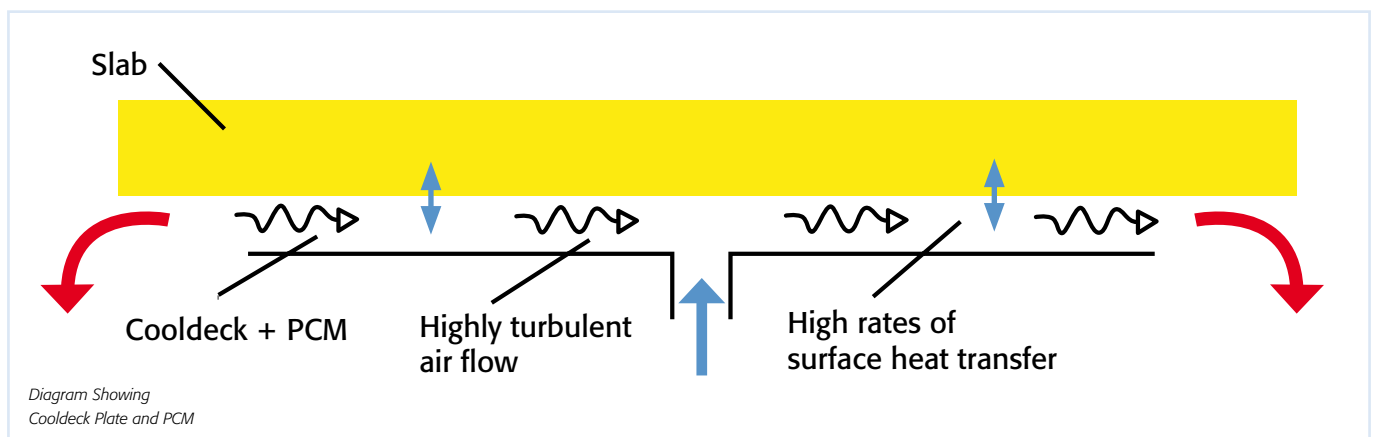 Slab
Cooldeck + PCM
Highly turbulent
air flow
High rates of
surface heat transfer
Diagram Showing
Cooldeck Plate and PCM